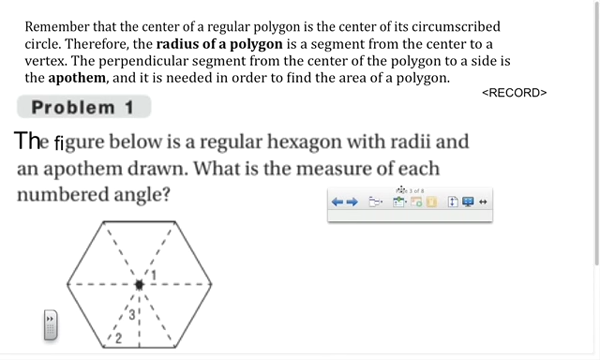 Remember that the center of a regular polygon is the center of its circumscribed
circle. Therefore, the radius of a polygon is a segment from the center to a
vertex. The perpendicular segment from the center of the polygon to a side is
the apothem, and it is needed in order to find the area of a polygon.
<RECORD>
Problem 1
The figure below is a regular hexagon with radii and
an apothem drawn. What is the measure of each
numbered angle?
1
3
2